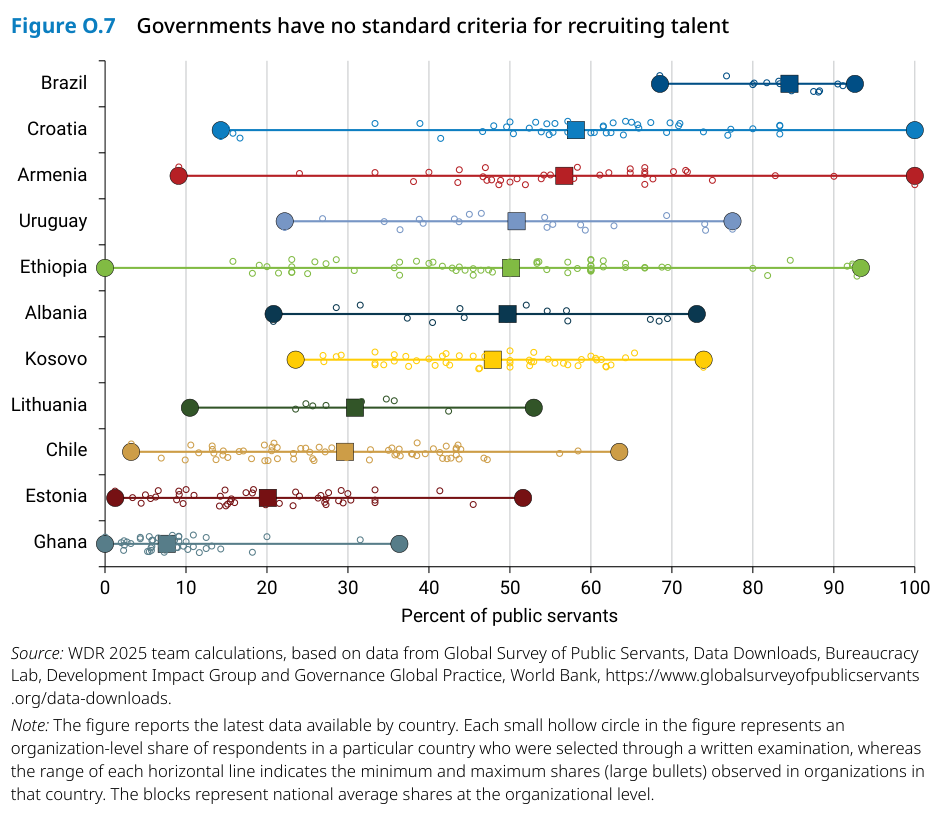 Figure O.7 Governments have no standard criteria for recruiting talent
Brazil
Croatia
Armenia
Uruguay
Ethiopia
Albania
Kosovo
Lithuania
Chile
Estonia
Ghana
0 10 20 30 40 50 60 70 80 90 100
Percent of public servants
Source: WDR 2025 team calculations, based on data from Global Survey of Public Servants, Data Downloads, Bureaucracy
Lab, Development Impact Group and Governance Global Practice, World Bank, https://www.globalsurveyofpublicservants
.org/data-downloads.
Note: The figure reports the latest data available by country. Each small hollow circle in the figure represents an
organization-level share of respondents in a particular country who were selected through a written examination, whereas
the range of each horizontal line indicates the minimum and maximum shares (large bullets) observed in organizations in
that country. The blocks represent national average shares at the organizational level.